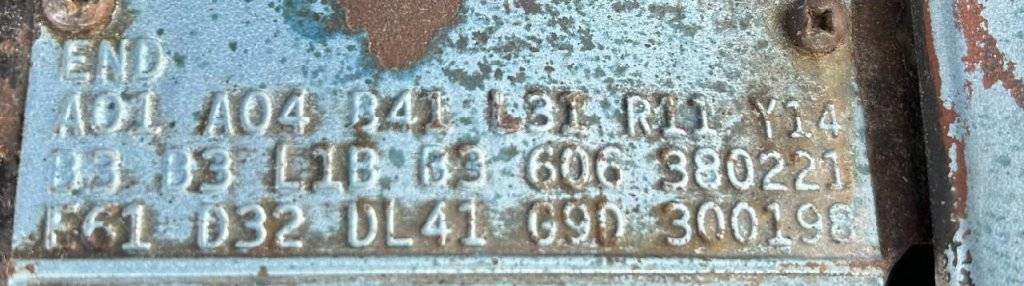 END
A01 A04 B41 L31 R11 Y14
B3 B3 L1B B3 606 380221
E61 D32 DL41 G9D 300198